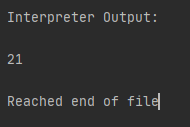 Interpreter Output:
21
Reached end of file